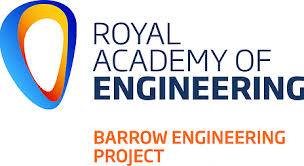 ROYAL
ACADEMY OF
ENGINEERING
BARROW ENGINEERING
PROJECT